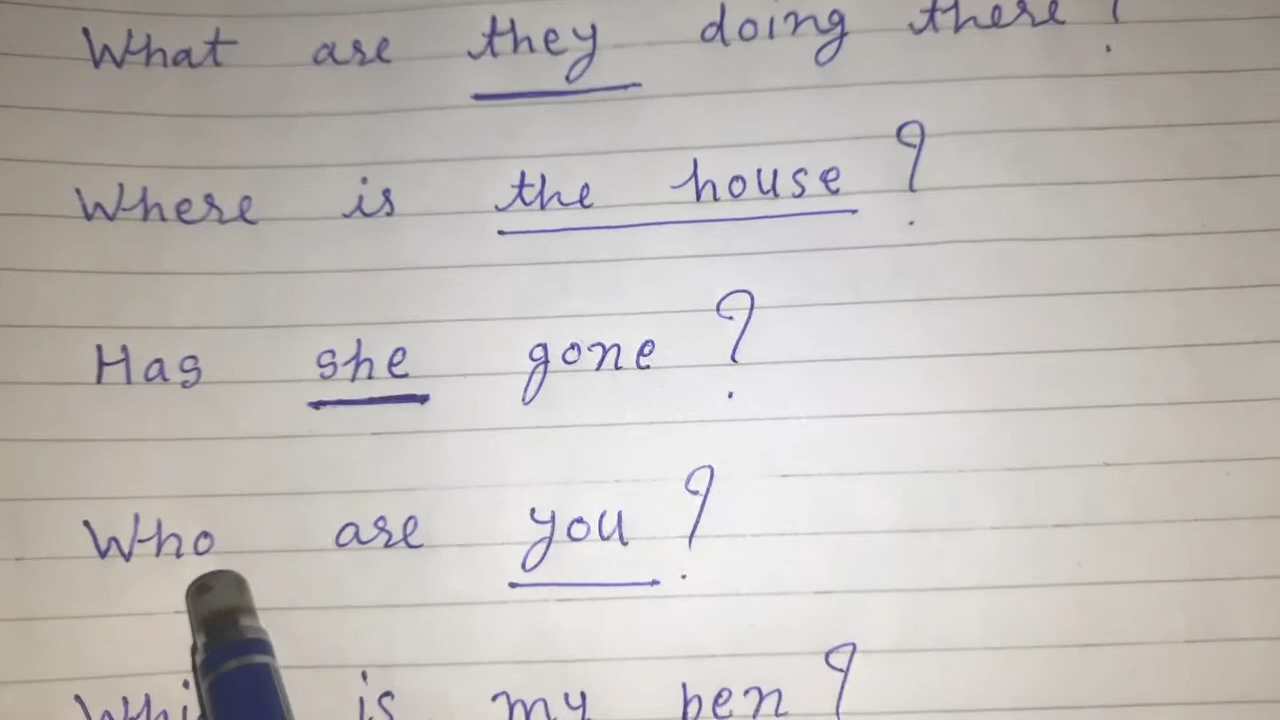 What are they doing there?
Where is the house?
Has she gone?
Who are you?
is my pen?